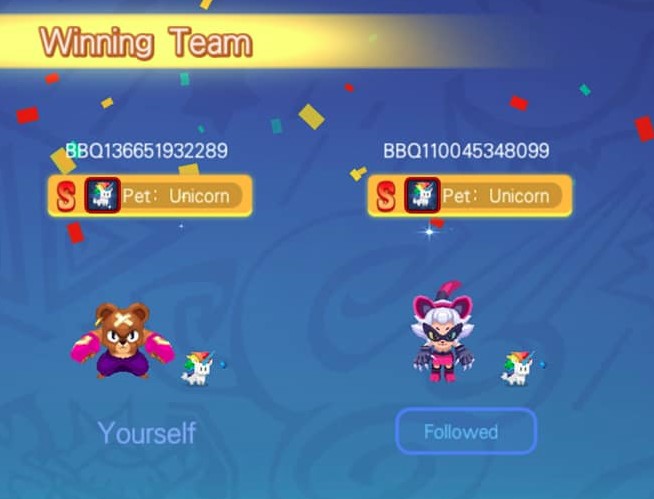 Winning Team
BBQ136651932289
BBQ110045348099
S Pet: Unicorn
S Pet: Unicorn
Yourself
Followed